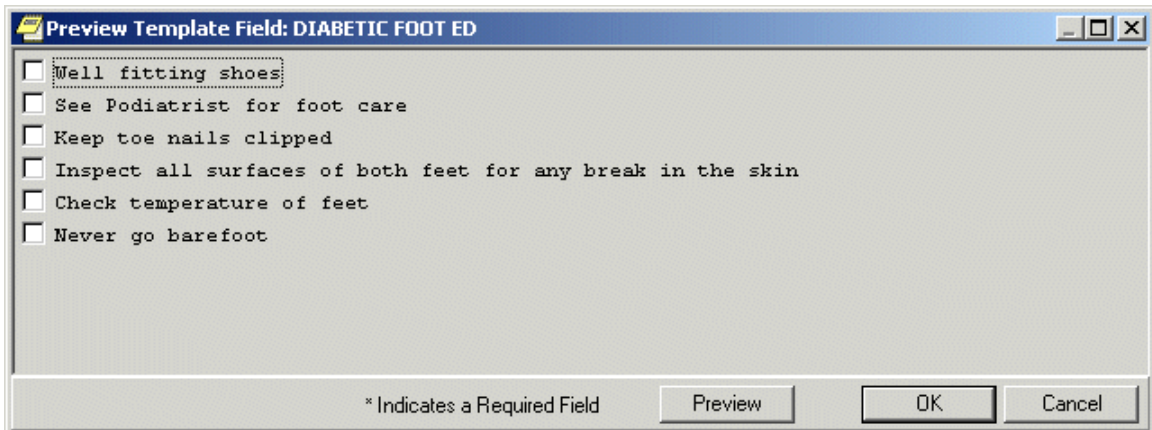 Preview Template Field: DIABETIC FOOT ED
Well fitting shoes
See Podiatrist for foot care
Keep toe nails clipped
Inspect all surfaces of both feet for any break in the skin
Check temperature of feet
Never go barefoot
* Indicates a Required Field Preview OK Cancel